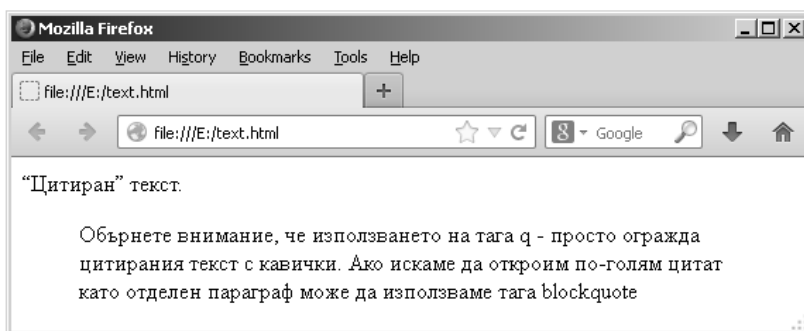 Mozilla Firefox
File Edit View History Bookmarks Tools Help
file:///E:/text.html
file:///E:/text.html Google
“Цитиран” текст.
Обърнете внимание, че използването на тага q - просто огражда
цитирания текст с кавички. Ако искаме да откроим по-голям цитат
като отделен параграф може да използваме тага blockquote